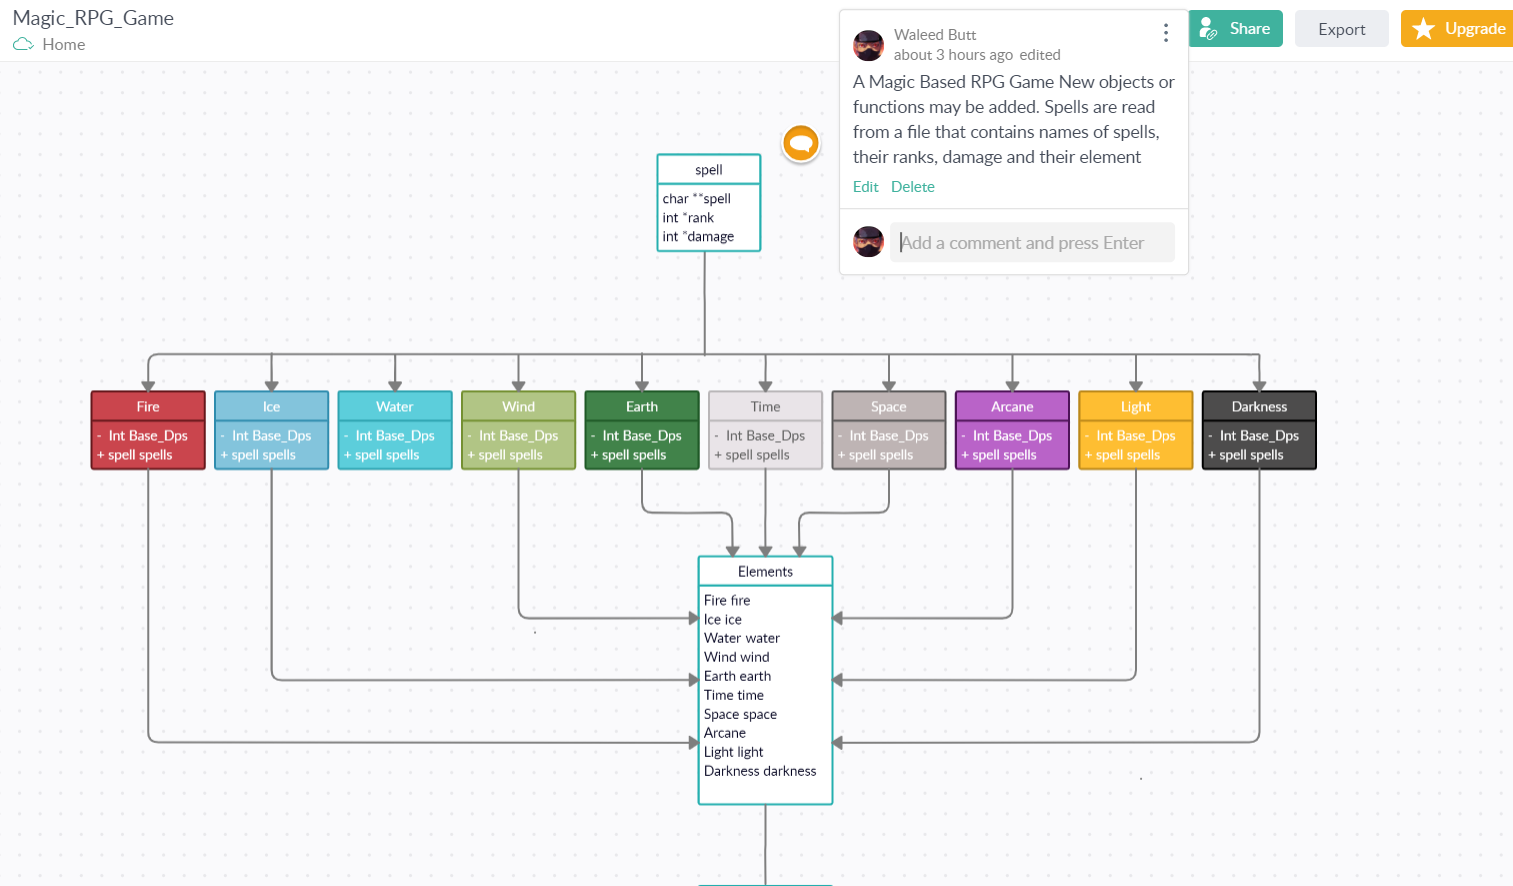 Magic_RPG_Game
Home
Waleed Butt
about 3 hours ago edited
A Magic Based RPG Game New objects or
functions may be added. Spells are read
from a file that contains names of spells,
their ranks, damage and their element
Edit Delete
Add a comment and press Enter
Share
Export
Upgrade
spell
char **spell
int *rank
int *damage
Fire
- Int Base_Dps
+ spell spells
Ice
- Int Base_Dps
+ spell spells
Water
- Int Base_Dps
+ spell spells
Wind
- Int Base_Dps
+ spell spells
Earth
- Int Base_Dps
+ spell spells
Time
- Int Base_Dps
+ spell spells
Space
- Int Base_Dps
+ spell spells
Arcane
- Int Base_Dps
+ spell spells
Light
- Int Base_Dps
+ spell spells
Darkness
- Int Base_Dps
+ spell spells
Elements
Fire fire
Ice ice
Water water
Wind wind
Earth earth
Time time
Space space
Arcane
Light light
Darkness darkness